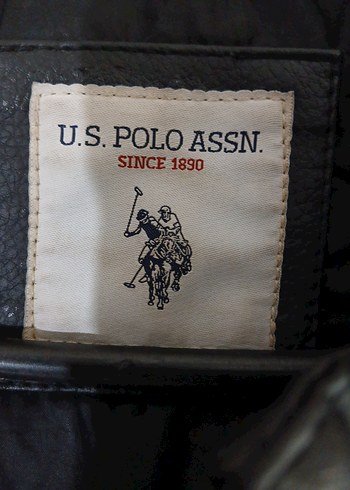 U.S. POLO ASSN.
SINCE 1890